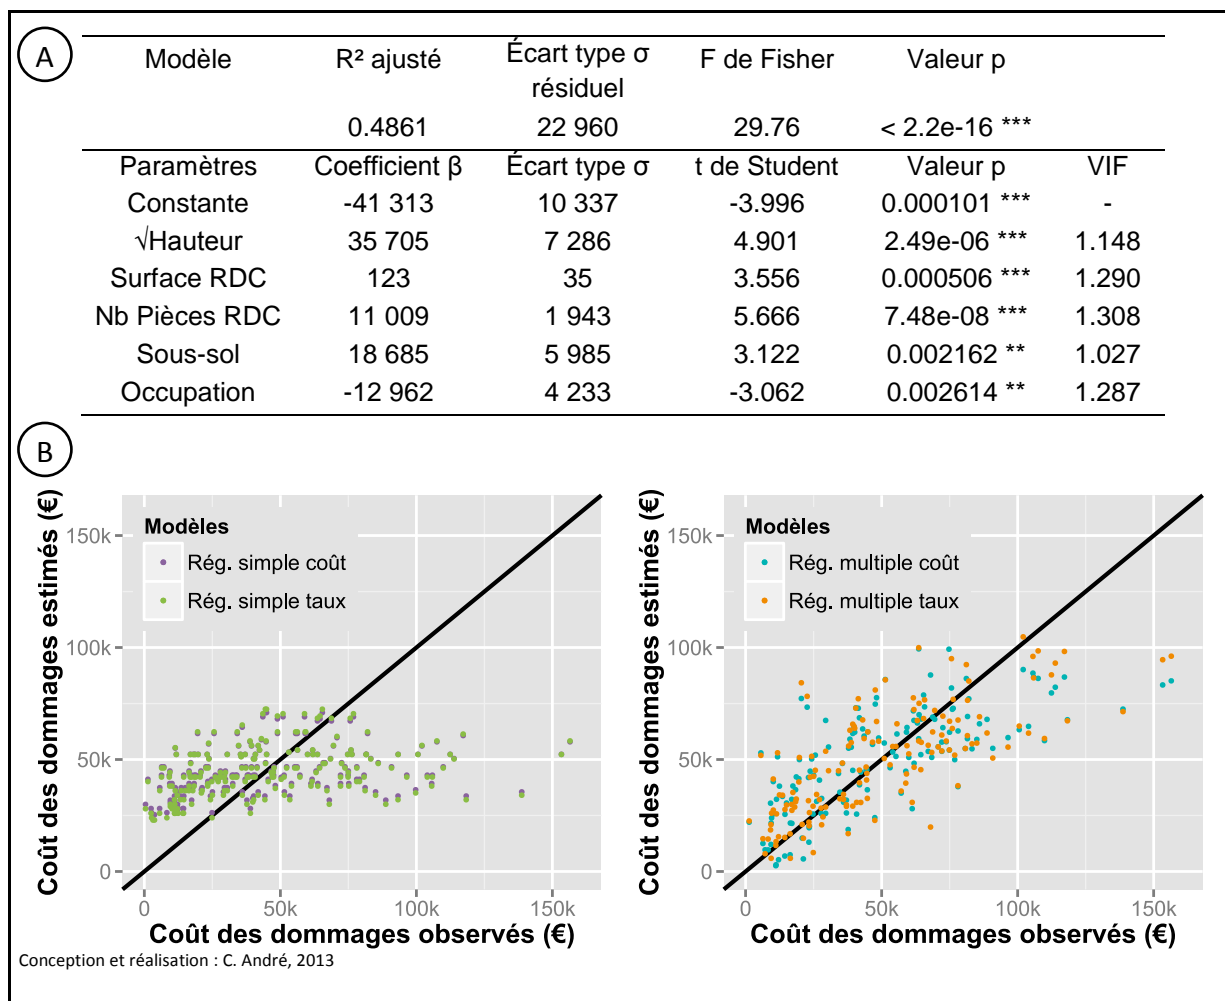 A
Modèle R² ajusté Écart type σ résiduel F de Fisher Valeur p
0.4861 22 960 29.76 < 2.2e-16 ***
Paramètres Coefficient β Écart type σ t de Student Valeur p VIF
Constante -41 313 10 337 -3.996 0.000101 *** -
√Hauteur 35 705 7 286 4.901 2.49e-06 *** 1.148
Surface RDC 123 35 3.556 0.000506 *** 1.290
Nb Pièces RDC 11 009 1 943 5.666 7.48e-08 *** 1.308
Sous-sol 18 685 5 985 3.122 0.002162 ** 1.027
Occupation -12 962 4 233 -3.062 0.002614 ** 1.287
B
Coût des dommages estimés (€)
150k
100k
50k
0
Modèles
Rég. simple coût
Rég. simple taux
0 50k 100k 150k
Coût des dommages observés (€)
Coût des dommages estimés (€)
150k
100k
50k
0
Modèles
Rég. multiple coût
Rég. multiple taux
0 50k 100k 150k
Coût des dommages observés (€)
Conception et réalisation : C. André, 2013